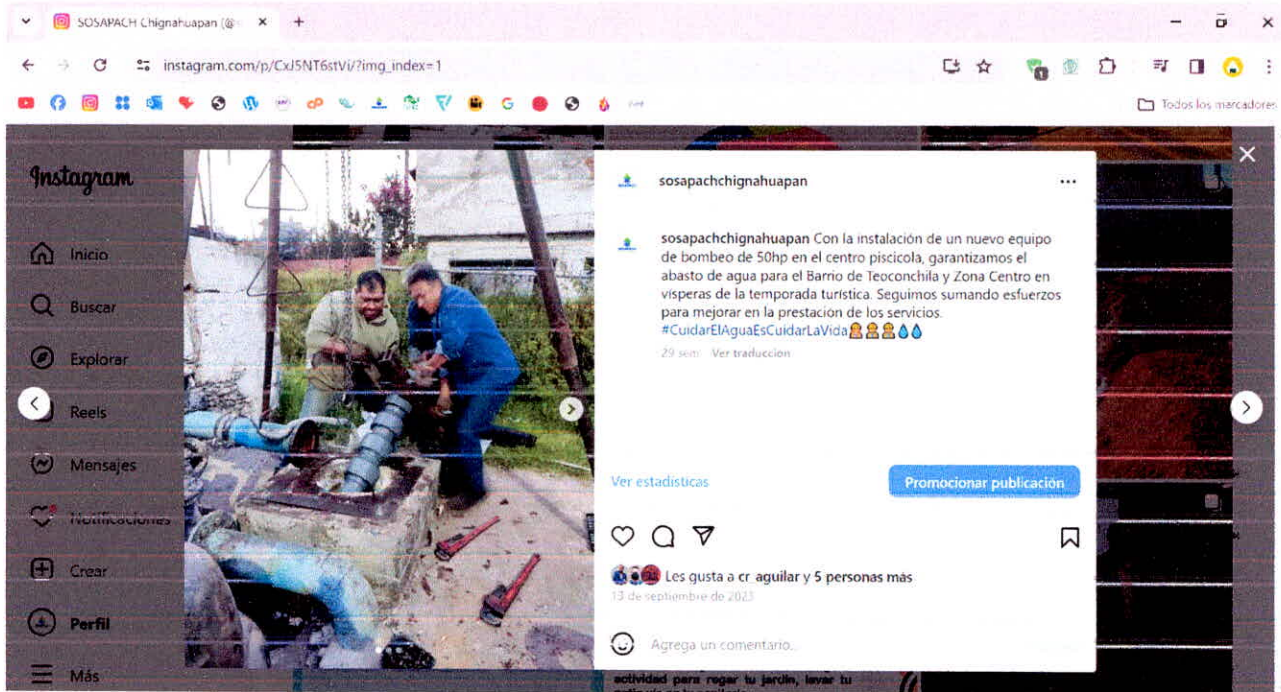 SOSAPACH Chignahuapan (@
instagram.com/p/CxJ5NT6stVi/?img_index=1
Todos los marcadores
Instagram
Inicio
Buscar
Explorar
Reels
Mensajes
Notificaciones
Crear
Perfil
Más
sosapachchignahuapan
sosapachchignahuapan Con la instalación de un nuevo equipo
de bombeo de 50hp en el centro piscicola, garantizamos el
abasto de agua para el Barrio de Teoconchila y Zona Centro en
visperas de la temporada turística. Seguimos sumando esfuerzos
para mejorar en la prestación de los servicios.
#CuidarElAguaEsCuidarLaVida
29 sem Ver traducción
Ver estadísticas
Promocionar publicación
Les gusta a cr aguilar y 5 personas más
13 de septiembre de 2023
Agrega un comentario...
actividad para regar tu jardín, lavar tu